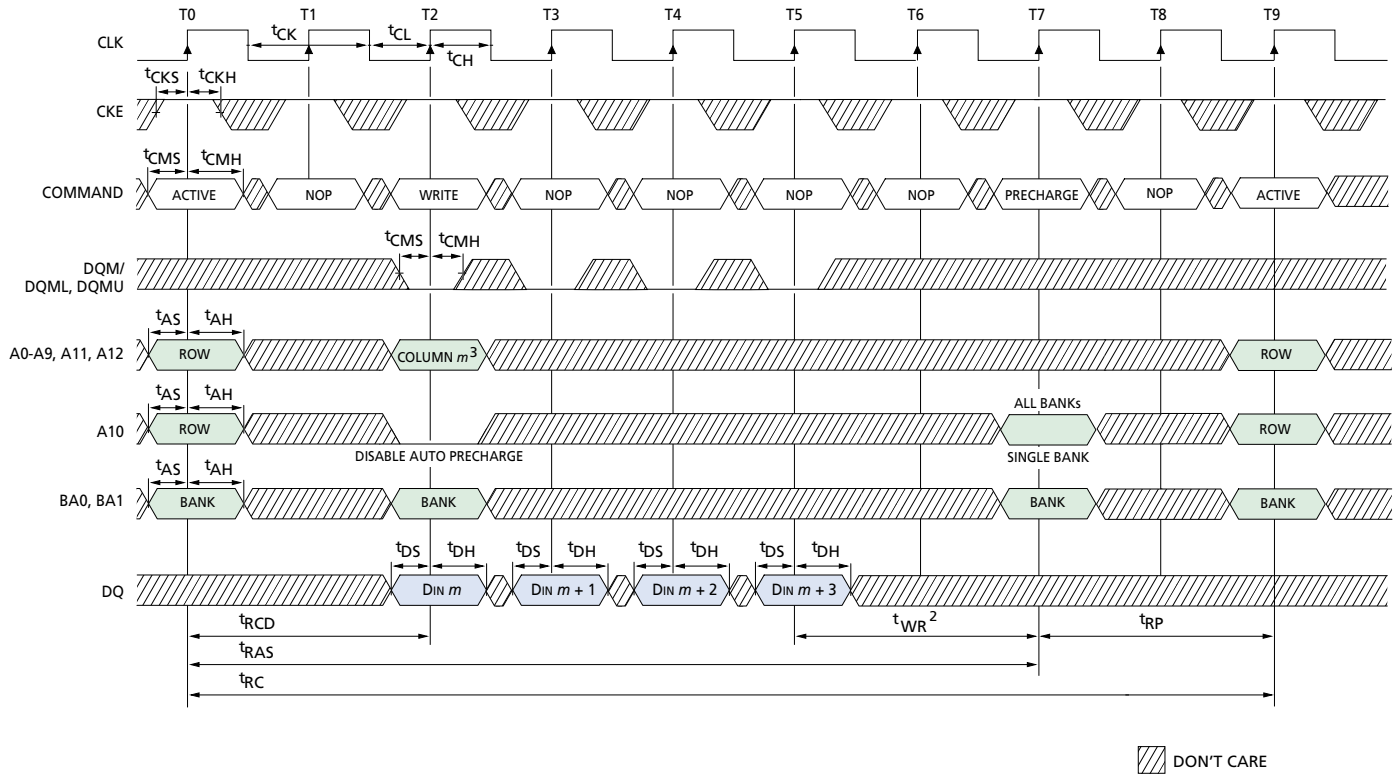 T0 T1 T2 T3 T4 T5 T6 T7 T8 T9
CLK
tCK tCL
tCH
tCKS tCKH
CKE
tCMS tCMH
COMMAND ACTIVE NOP WRITE NOP NOP NOP NOP PRECHARGE NOP ACTIVE
tCMS tCMH
DQM/
DQML, DQMU
tAS tAH
A0-A9, A11, A12 ROW COLUMN m3 ROW
tAS tAH
ALL BANKs
A10 ROW ROW
DISABLE AUTO PRECHARGE SINGLE BANK
tAS tAH
BA0, BA1 BANK BANK BANK BANK
tDS tDH tDS tDH tDS tDH tDS tDH
DQ DIN m DIN m + 1 DIN m + 2 DIN m + 3
tRCD tWR2 tRP
tRAS
tRC
DON'T CARE